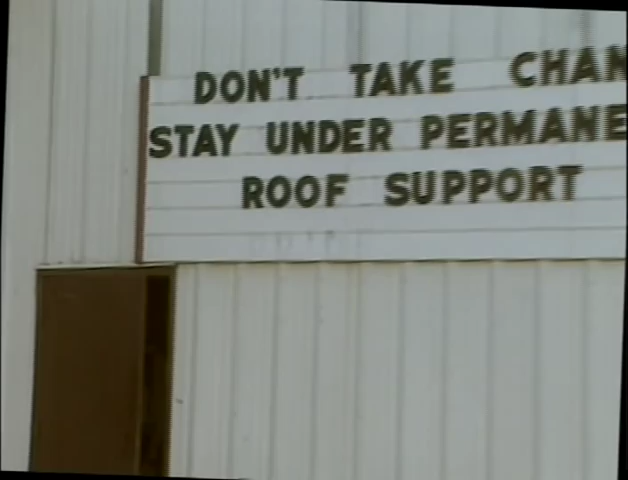 DON'T TAKE CHAN
STAY UNDER PERMANE
ROOF SUPPORT